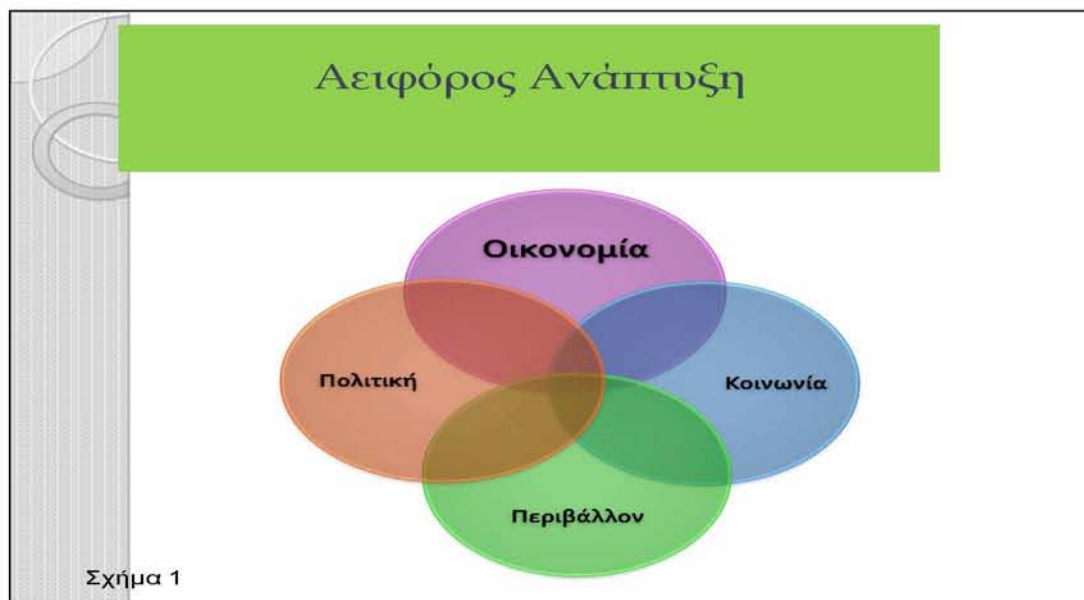 Αειφόρος Ανάπτυξη
Οικονομία
Πολιτική
Κοινωνία
Περιβάλλον
Σχήμα 1